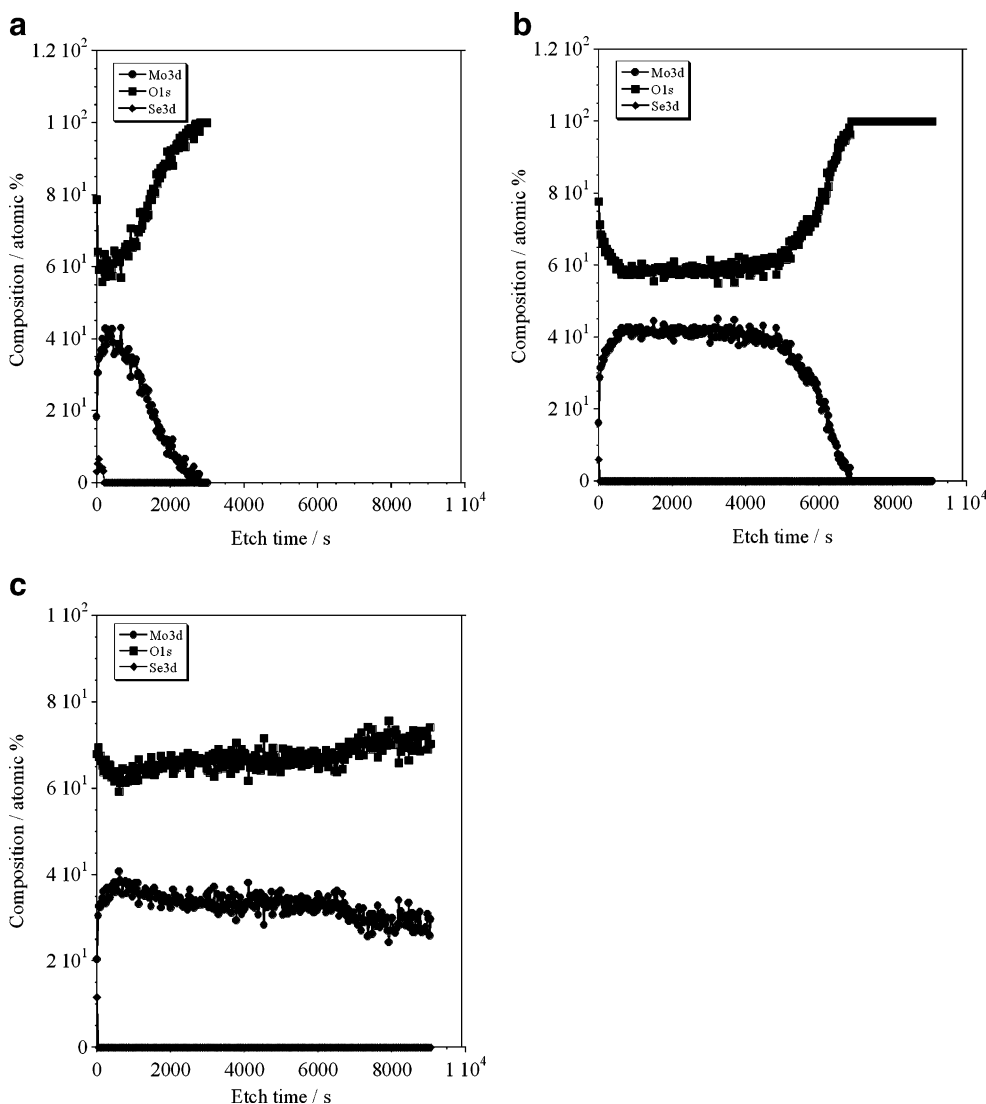 a
1.2 10²
1 10²
8 10¹
6 10¹
4 10¹
2 10¹
0
Composition / atomic %
Mo3d
O1s
Se3d
0 2000 4000 6000 8000 1 10⁴
Etch time / s
b
1.2 10²
1 10²
8 10¹
6 10¹
4 10¹
2 10¹
0
Composition / atomic %
Mo3d
O1s
Se3d
0 2000 4000 6000 8000 1 10⁴
Etch time / s
c
1 10²
8 10¹
6 10¹
4 10¹
2 10¹
0
Composition / atomic %
Mo3d
O1s
Se3d
0 2000 4000 6000 8000 1 10⁴
Etch time / s